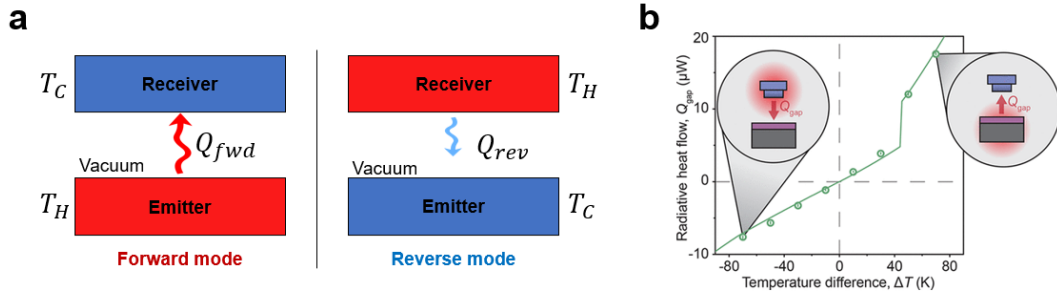 a
T_C
Receiver
Q_fwd
Vacuum
T_H
Emitter
Forward mode
Receiver
T_H
Q_rev
Vacuum
Emitter
T_C
Reverse mode
b
Radiative heat flow, Q_gap (μW)
20
10
0
-10
Q_gap
Q_gap
-80
-40
0
40
80
Temperature difference, ΔT (K)